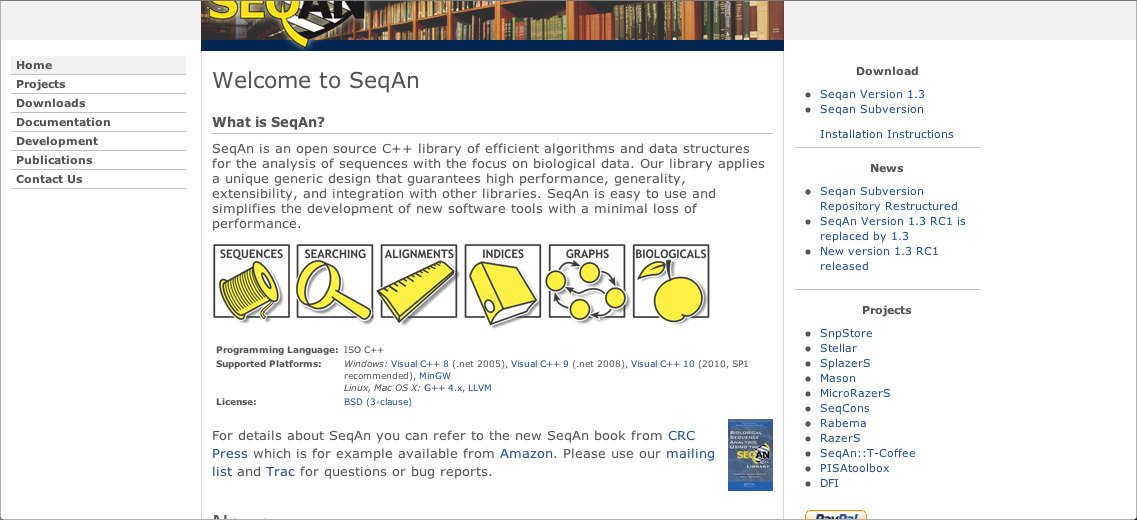 SEQAN
Home
Projects
Downloads
Documentation
Development
Publications
Contact Us
Welcome to SeqAn
What is SeqAn?
SeqAn is an open source C++ library of efficient algorithms and data structures
for the analysis of sequences with the focus on biological data. Our library applies
a unique generic design that guarantees high performance, generality,
extensibility, and integration with other libraries. SeqAn is easy to use and
simplifies the development of new software tools with a minimal loss of
performance.
SEQUENCES SEARCHING ALIGNMENTS INDICES GRAPHS BIOLOGICALS
Programming Language: ISO C++
Supported Platforms: Windows: Visual C++ 8 (.net 2005), Visual C++ 9 (.net 2008), Visual C++ 10 (2010, SP1
recommended), MinGW
Linux, Mac OS X: G++ 4.x, LLVM
License: BSD (3-clause)
For details about SeqAn you can refer to the new SeqAn book from CRC
Press which is for example available from Amazon. Please use our mailing
list and Trac for questions or bug reports.
BIOLOGICAL
SEQUENCE
ANALYSIS
USING THE
SEQAN
C++
LIBRARY
Download
Seqan Version 1.3
Seqan Subversion
Installation Instructions
News
Seqan Subversion
Repository Restructured
SeqAn Version 1.3 RC1 is
replaced by 1.3
New version 1.3 RC1
released
Projects
SnpStore
Stellar
SplazerS
Mason
MicroRazerS
SeqCons
Rabema
RazerS
SeqAn::T-Coffee
PISAtoolbox
DFI
PayPal